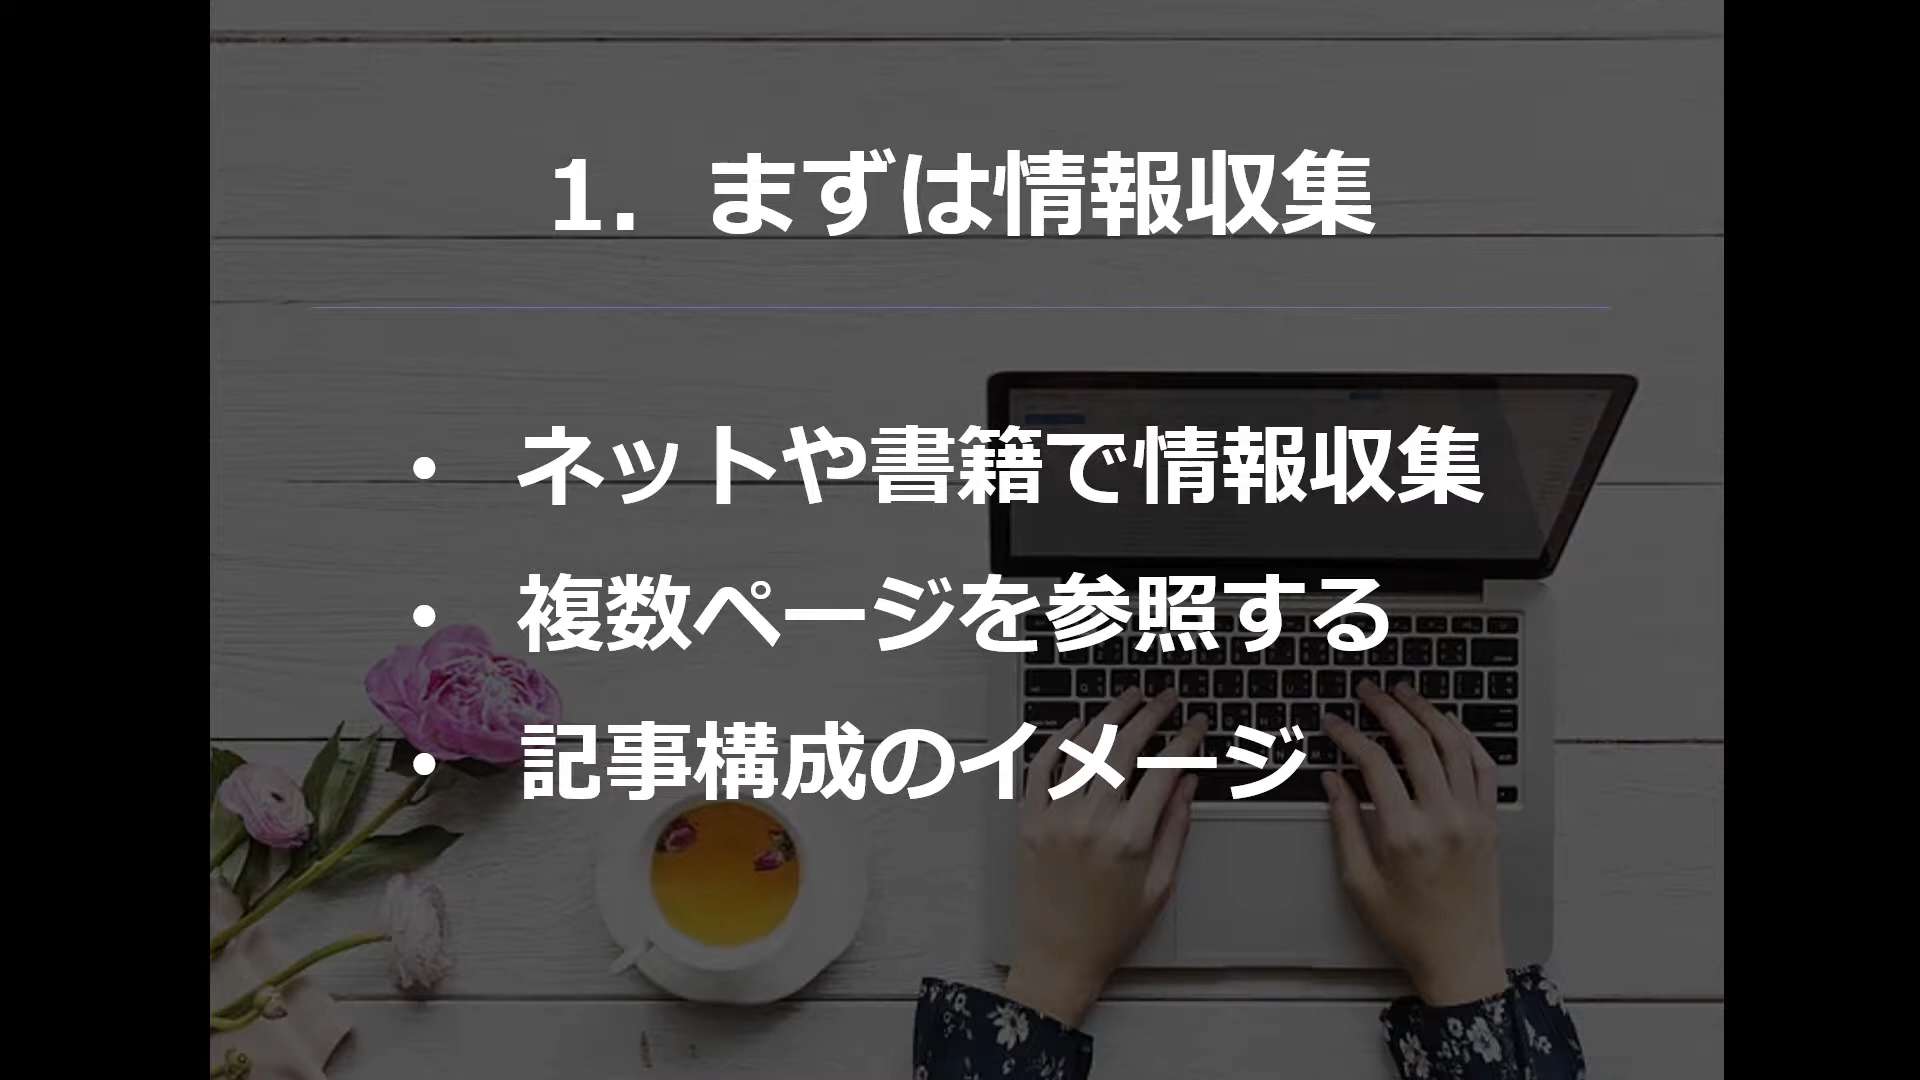 1. まずは情報収集
• ネットや書籍で情報収集
• 複数ページを参照する
• 記事構成のイメージ